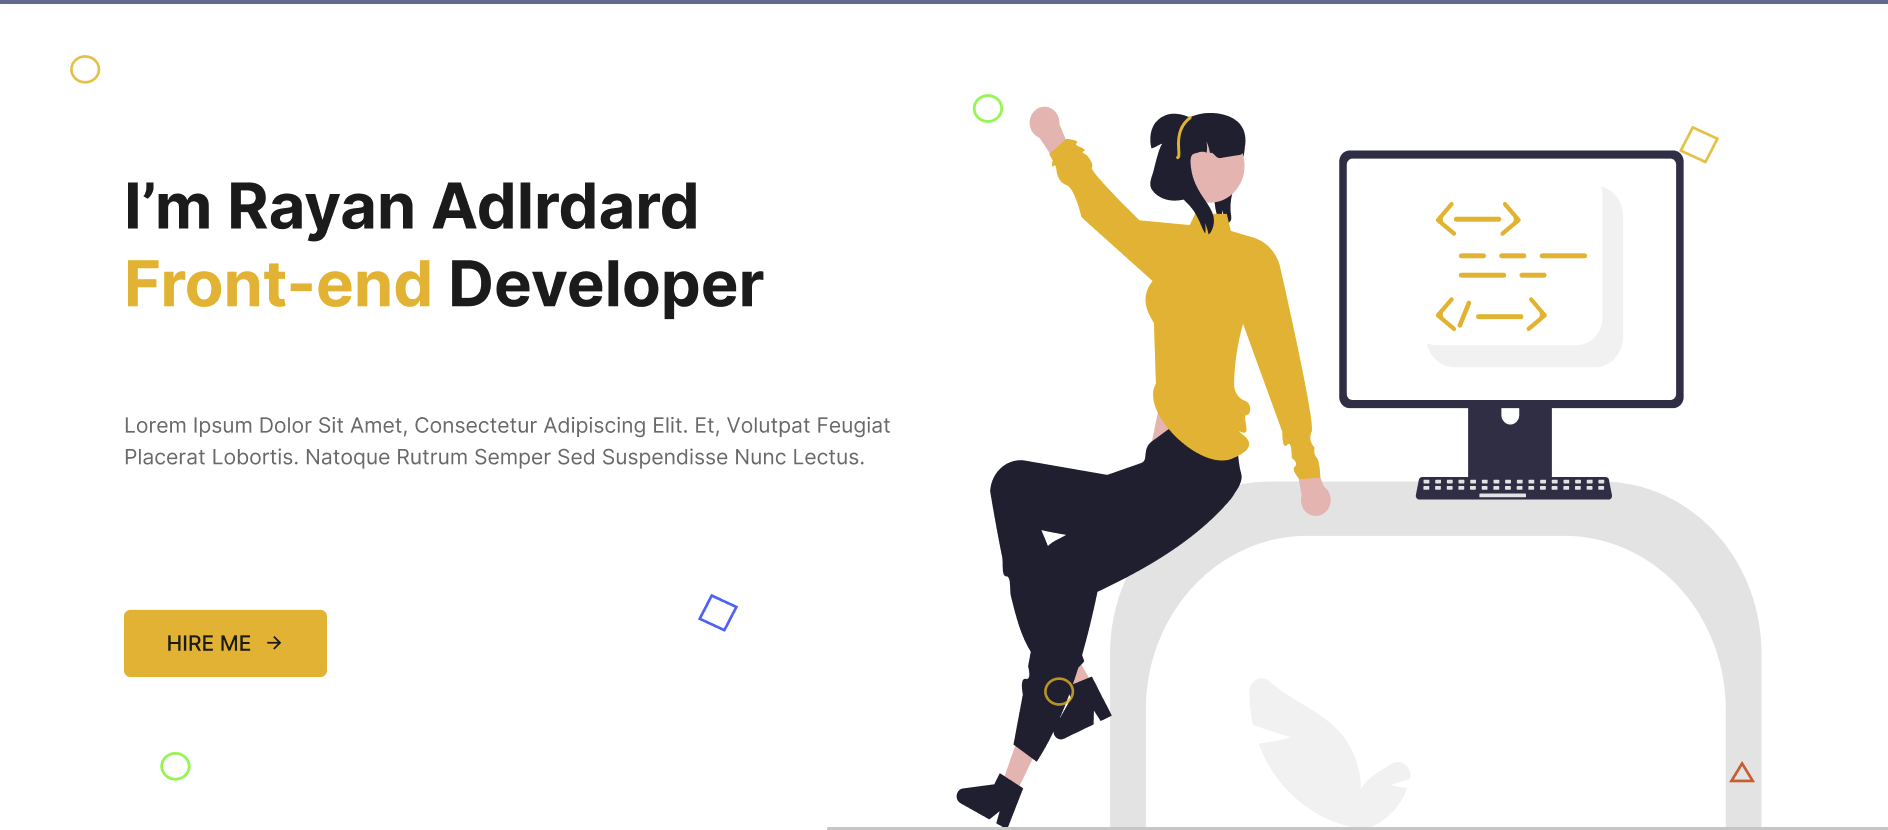 I’m Rayan Adlrdard
Front-end Developer
Lorem Ipsum Dolor Sit Amet, Consectetur Adipiscing Elit. Et, Volutpat Feugiat
Placerat Lobortis. Natoque Rutrum Semper Sed Suspendisse Nunc Lectus.
HIRE ME →